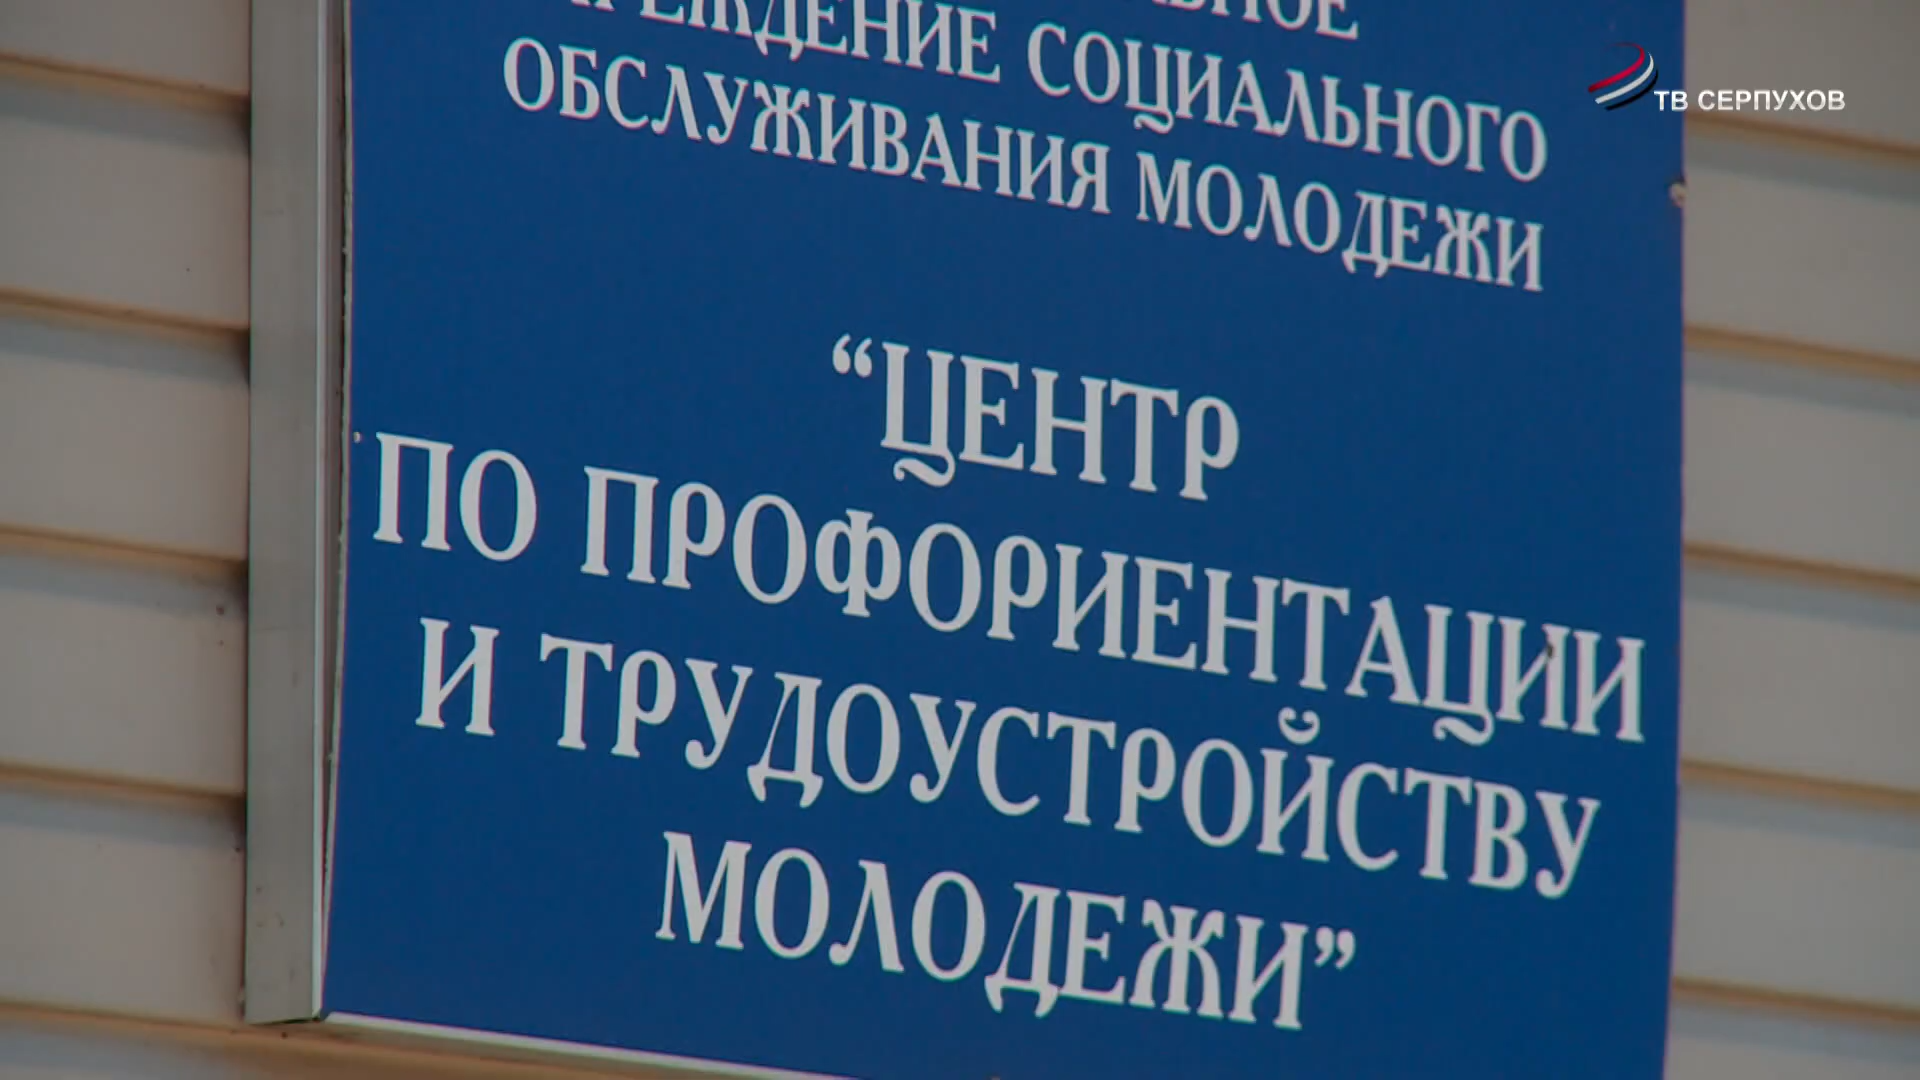 УЧРЕЖДЕНИЕ СОЦИАЛЬНОГО
ОБСЛУЖИВАНИЯ МОЛОДЕЖИ
“ЦЕНТР
ПО ПРОФОРИЕНТАЦИИ
И ТРУДОУСТРОЙСТВУ
МОЛОДЕЖИ”
ТВ СЕРПУХОВ